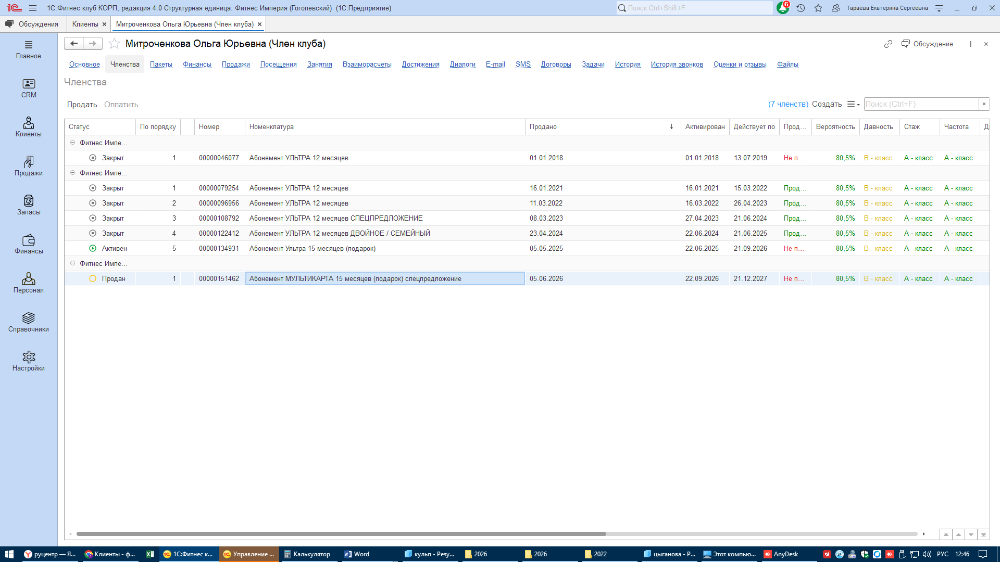 1С:Фитнес клуб КОРП, редакция 4.0 Структурная единица: Фитнес Империя (Гоголевский) (1С:Предприятие)
Поиск Ctrl+Shift+F
6
Тараева Екатерина Сергеевна
Обсуждения
Клиенты
Митроченкова Ольга Юрьевна (Член клуба)
Главное
CRM
Клиенты
Продажи
Запасы
Финансы
Персонал
Справочники
Настройки
Митроченкова Ольга Юрьевна (Член клуба)
Обсуждение
Основное Членства Пакеты Финансы Продажи Посещения Занятия Взаиморасчеты Достижения Диалоги E-mail SMS Договоры Задачи История История звонков Оценки и отзывы Файлы
Членства
Продать Оплатить
(7 членств) Создать
Поиск (Ctrl+F)
Статус По порядку Номер Номенклатура Продано Активирован Действует по Прод... Вероятность Давность Стаж Частота
Фитнес Импе...
Закрыт 1 00000046077 Абонемент УЛЬТРА 12 месяцев 01.01.2018 01.01.2018 13.07.2019 Не п... 80,5% В - класс А - класс А - класс
Фитнес Импе...
Закрыт 1 00000079254 Абонемент УЛЬТРА 12 месяцев 16.01.2021 16.01.2021 15.03.2022 Прод... 80,5% В - класс А - класс А - класс
Закрыт 2 00000096956 Абонемент УЛЬТРА 12 месяцев 11.03.2022 16.03.2022 26.04.2023 Прод... 80,5% В - класс А - класс А - класс
Закрыт 3 00000108792 Абонемент УЛЬТРА 12 месяцев СПЕЦПРЕДЛОЖЕНИЕ 08.03.2023 27.04.2023 21.06.2024 Прод... 80,5% В - класс А - класс А - класс
Закрыт 4 00000122412 Абонемент УЛЬТРА 12 месяцев ДВОЙНОЕ / СЕМЕЙНЫЙ 23.04.2024 22.06.2024 21.06.2025 Прод... 80,5% В - класс А - класс А - класс
Активен 5 00000134931 Абонемент Ультра 15 месяцев (подарок) 05.05.2025 22.06.2025 21.09.2026 Не п... 80,5% В - класс А - класс А - класс
Фитнес Импе...
Продан 1 00000151462 Абонемент МУЛЬТИКАРТА 15 месяцев (подарок) спецпредложение 05.06.2026 22.09.2026 21.12.2027 Не п... 80,5% В - класс А - класс А - класс
руцентр — Я...
Клиенты - ф...
1С:Фитнес к...
Управление ...
Калькулятор
Word
кульп - Резу...
2026
2026
2022
цыганова - Р...
Этот компью...
AnyDesk
РУС
12:46